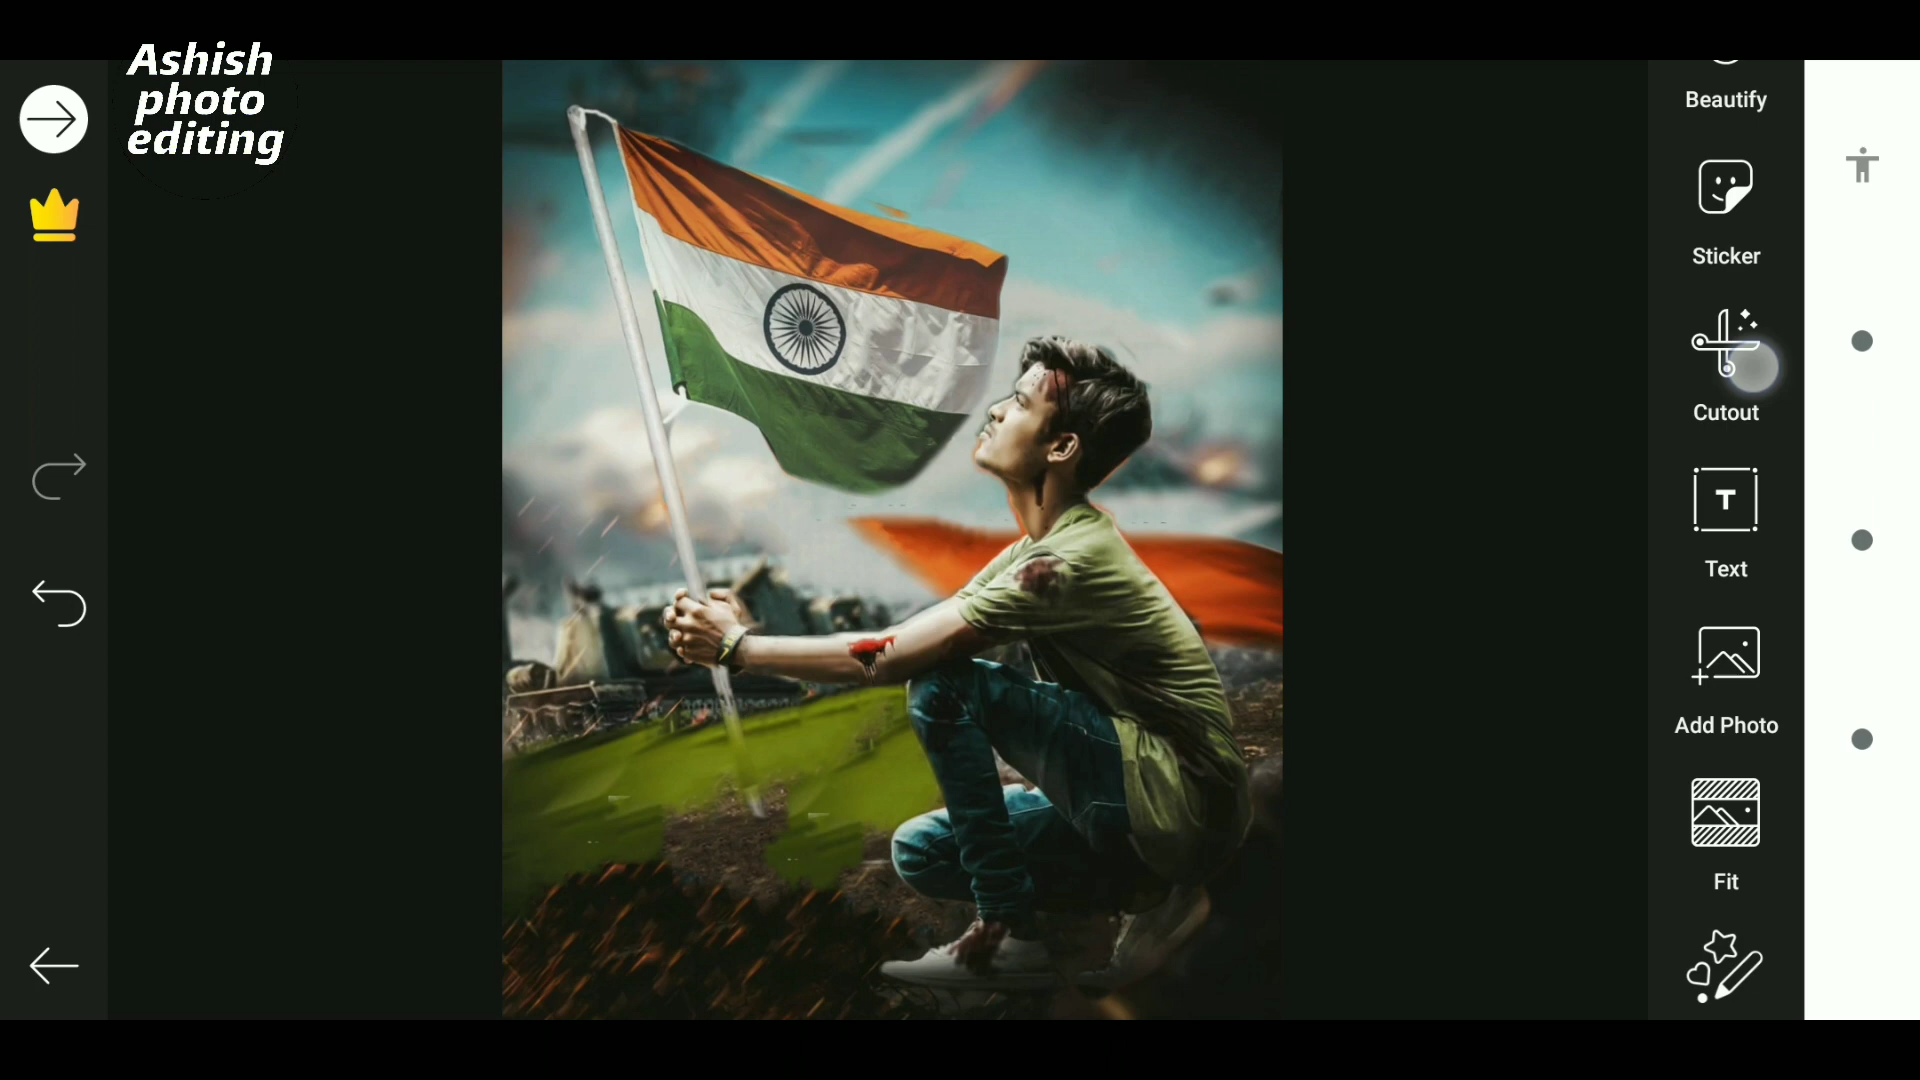 Ashish
photo
editing
Beautify
Sticker
Cutout
T
Text
Add Photo
Fit